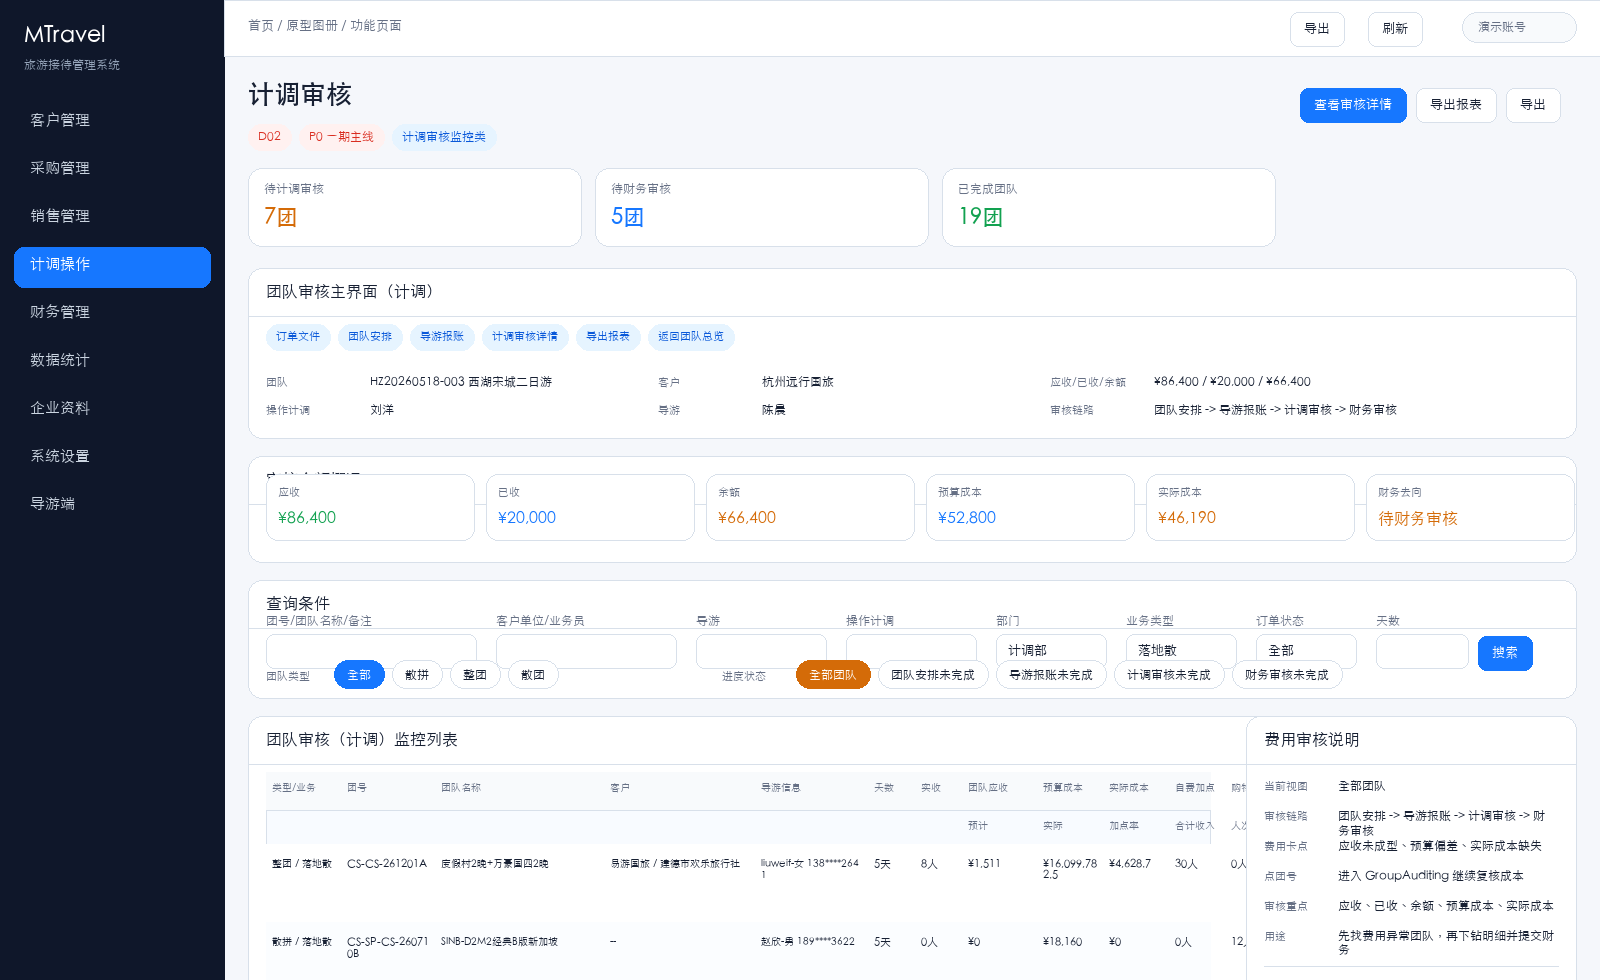 MTravel
旅游接待管理系统
客户管理
采购管理
销售管理
计调操作
财务管理
数据统计
企业资料
系统设置
导游端
首页 / 原型图册 / 功能页面
导出
刷新
演示账号
计调审核
查看审核详情
导出报表
导出
D02
P0 一期主线
计调审核监控类
待计调审核
7团
待财务审核
5团
已完成团队
19团
团队审核主界面（计调）
订单文件
团队安排
导游报账
计调审核详情
导出报表
返回团队总览
团队
HZ20260518-003 西湖宋城二日游
客户
杭州远行国旅
应收/已收/余额
¥86,400 / ¥20,000 / ¥66,400
操作计调
刘洋
导游
陈晨
审核链路
团队安排 -> 导游报账 -> 计调审核 -> 财务审核
应收
¥86,400
已收
¥20,000
余额
¥66,400
预算成本
¥52,800
实际成本
¥46,190
财务去向
待财务审核
查询条件
团号/团队名称/备注
客户单位/业务员
导游
操作计调
部门
业务类型
订单状态
天数
计调部
落地散
全部
搜索
团队类型
全部
散拼
整团
散团
进度状态
全部团队
团队安排未完成
导游报账未完成
计调审核未完成
财务审核未完成
团队审核（计调）监控列表
类型/业务
团号
团队名称
客户
导游信息
天数
实收
团队应收
预算成本
实际成本
自费加点
预计
实际
加点率
合计收入
人次
整团 / 落地散
CS-CS-261201A
度假村2晚+万豪国四2晚
易游国旅 / 建德市欢乐旅行社
liuweif-女 138****264
1
5天
8人
¥1,511
¥16,099.78
2.5
¥4,628.7
30人
0人
散拼 / 落地散
CS-SP-CS-26071
0B
SINB-D2M2经典B版新加坡
--
赵欣-男 189****3622
5天
0人
¥0
¥18,160
¥0
0人
12,
费用审核说明
当前视图
全部团队
审核链路
团队安排 -> 导游报账 -> 计调审核 -> 财
务审核
费用卡点
应收未成型、预算偏差、实际成本缺失
点团号
进入 GroupAuditing 继续复核成本
审核重点
应收、已收、余额、预算成本、实际成本
用途
先找费用异常团队，再下钻明细并提交财
务